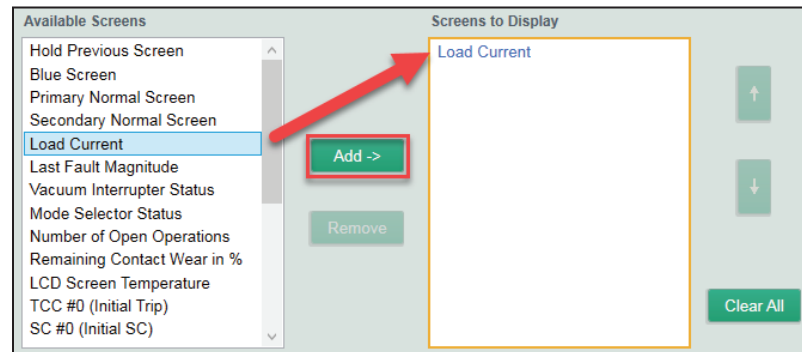 Available Screens
Hold Previous Screen
Blue Screen
Primary Normal Screen
Secondary Normal Screen
Load Current
Last Fault Magnitude
Vacuum Interrupter Status
Mode Selector Status
Number of Open Operations
Remaining Contact Wear in %
LCD Screen Temperature
TCC #0 (Initial Trip)
SC #0 (Initial SC)
Add ->
Remove
Screens to Display
Load Current
↑
↓
Clear All